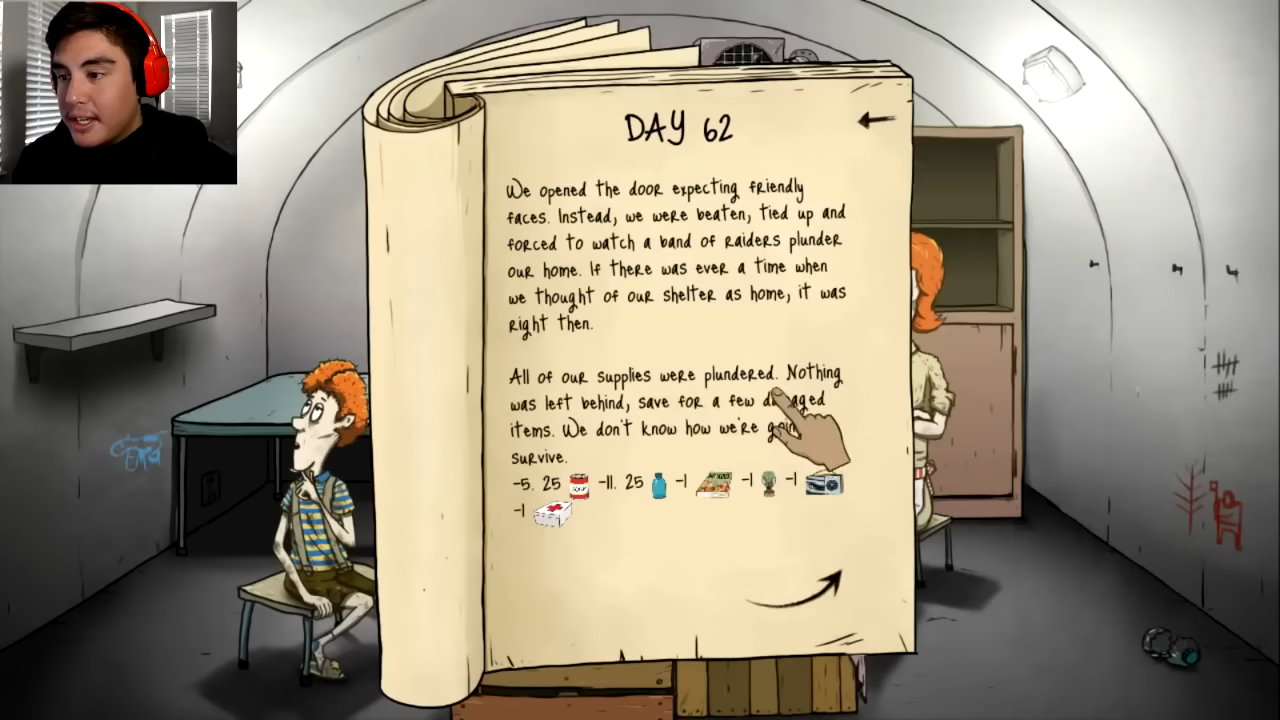 DAY 62
We opened the door expecting friendly
faces. Instead, we were beaten, tied up and
forced to watch a band of raiders plunder
our home. If there was ever a time when
we thought of our shelter as home, it was
right then.
All of our supplies were plundered. Nothing
was left behind, save for a few
items. We don't know how we're
survive.
-5. 25 SOUP -11. 25 -1 -1 -1
-1